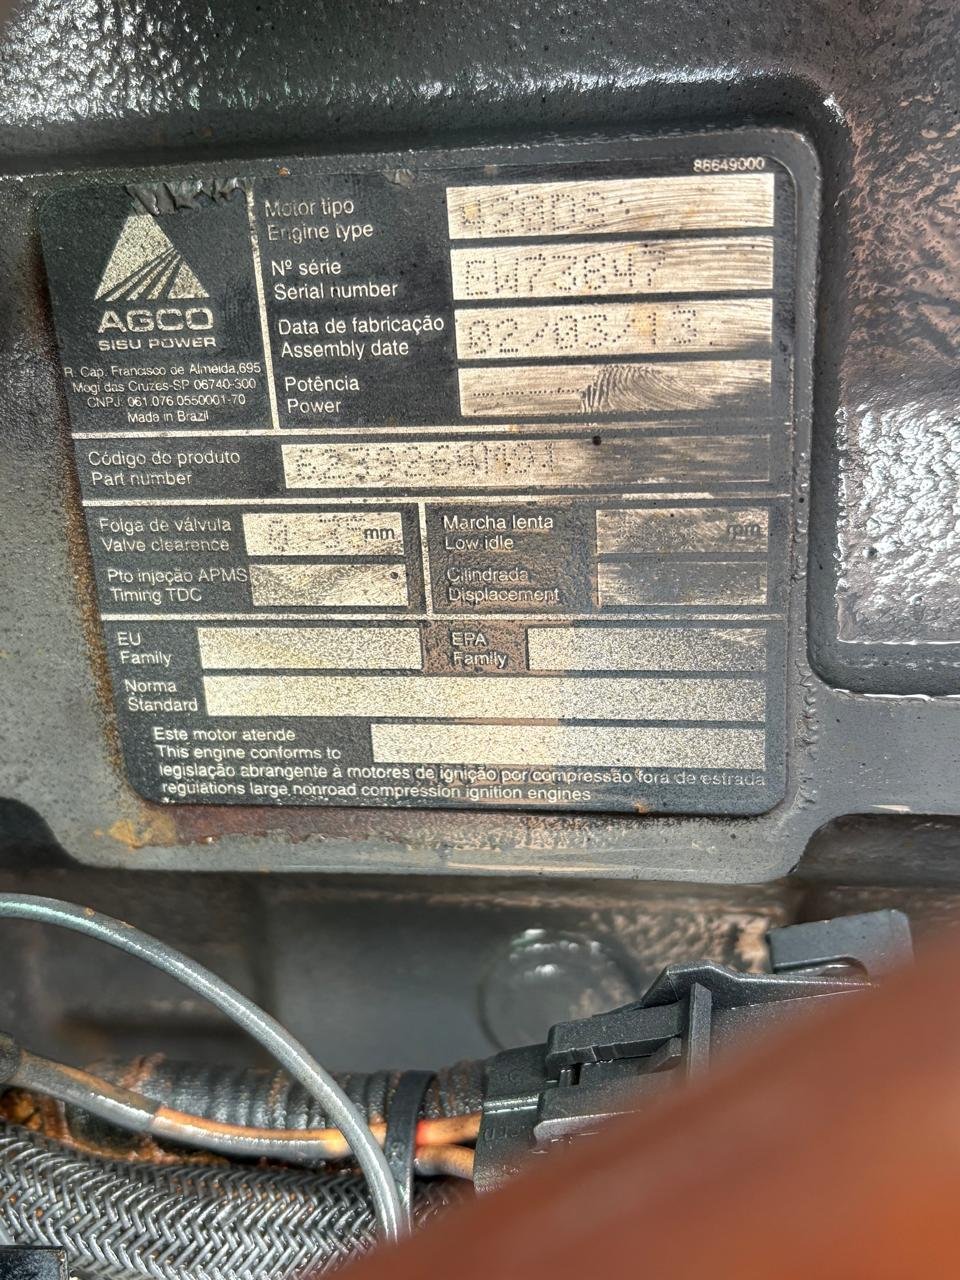 86649000
Motor tipo
Engine type
420DS
Nº série
Serial number
EW73847
AGCO
SISU POWER
Data de fabricação
Assembly date
02/03/13
R. Cap. Francisco de Almeida,695
Mogi das Cruzes-SP 06740-300
CNPJ: 061.076.0550001-70
Made in Brazil
Potência
Power
Código do produto
Part number
Folga de válvula
Valve clearence
mm
Marcha lenta
Low idle
rpm
Pto injeção APMS
Timing TDC
Cilindrada
Displacement
EU
Family
EPA
Family
Norma
Standard
Este motor atende
This engine conforms to
legislação abrangente à motores de ignição por compressão fora de estrada
regulations large nonroad compression ignition engines